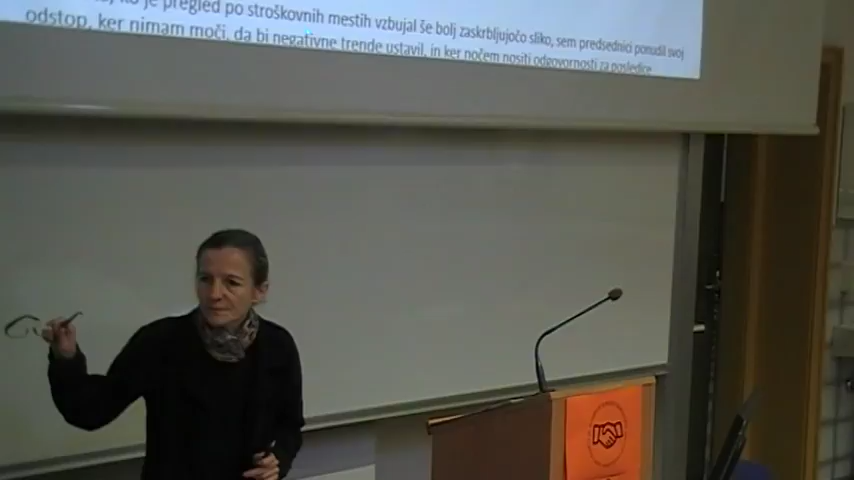 je pregled po stroškovnih mestih vzbujal še bolj zaskrbljujočo sliko, sem predsednici ponudil svoj
odstop, ker nimam moči, da bi negativne trende ustavil, in ker nočem nositi odgovornosti za posledice